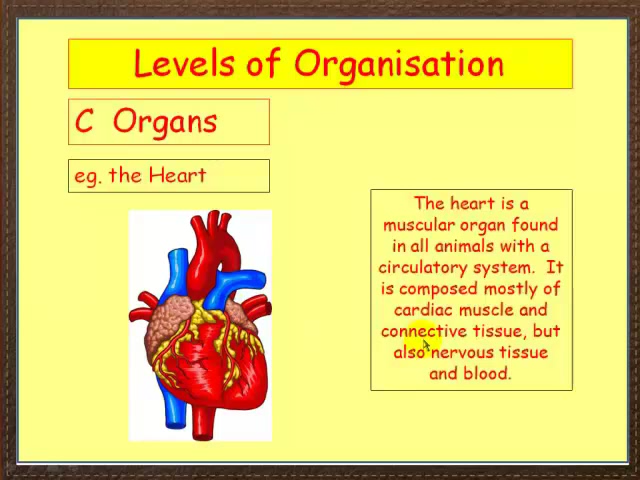 Levels of Organisation
C Organs
eg. the Heart
The heart is a
muscular organ found
in all animals with a
circulatory system. It
is composed mostly of
cardiac muscle and
connective tissue, but
also nervous tissue
and blood.